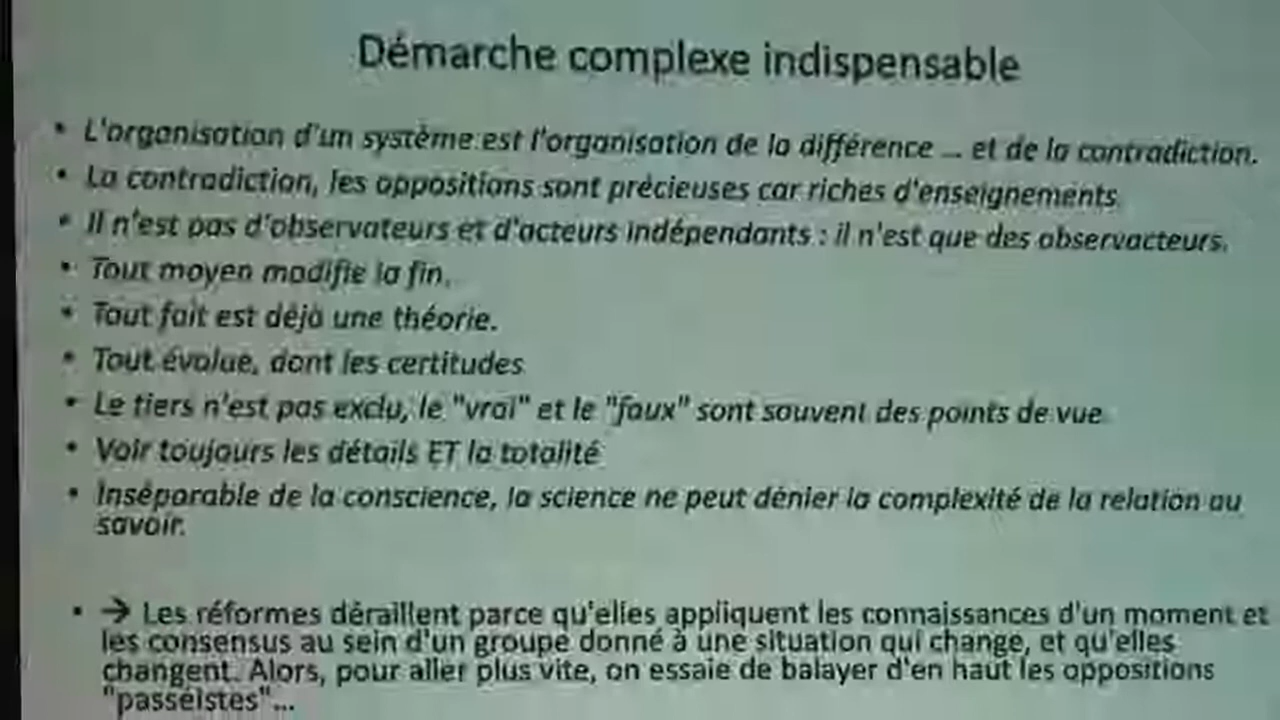 Démarche complexe indispensable
• L'organisation d'un système est l'organisation de la différence ... et de la contradiction.
• La contradiction, les oppositions sont précieuses car riches d'enseignements.
• Il n'est pas d'observateurs et d'acteurs indépendants : il n'est que des observacteurs.
• Tout moyen modifie la fin.
• Tout fait est déjà une théorie.
• Tout évolue, dont les certitudes
• Le tiers n'est pas exclu, le "vrai" et le "faux" sont souvent des points de vue.
• Voir toujours les détails ET la totalité
• Inséparable de la conscience, la science ne peut dénier la complexité de la relation au
savoir.
• → Les réformes déraillent parce qu'elles appliquent les connaissances d'un moment et
les consensus au sein d'un groupe donné à une situation qui change, et qu'elles
changent. Alors, pour aller plus vite, on essaie de balayer d'en haut les oppositions
"passéistes"...